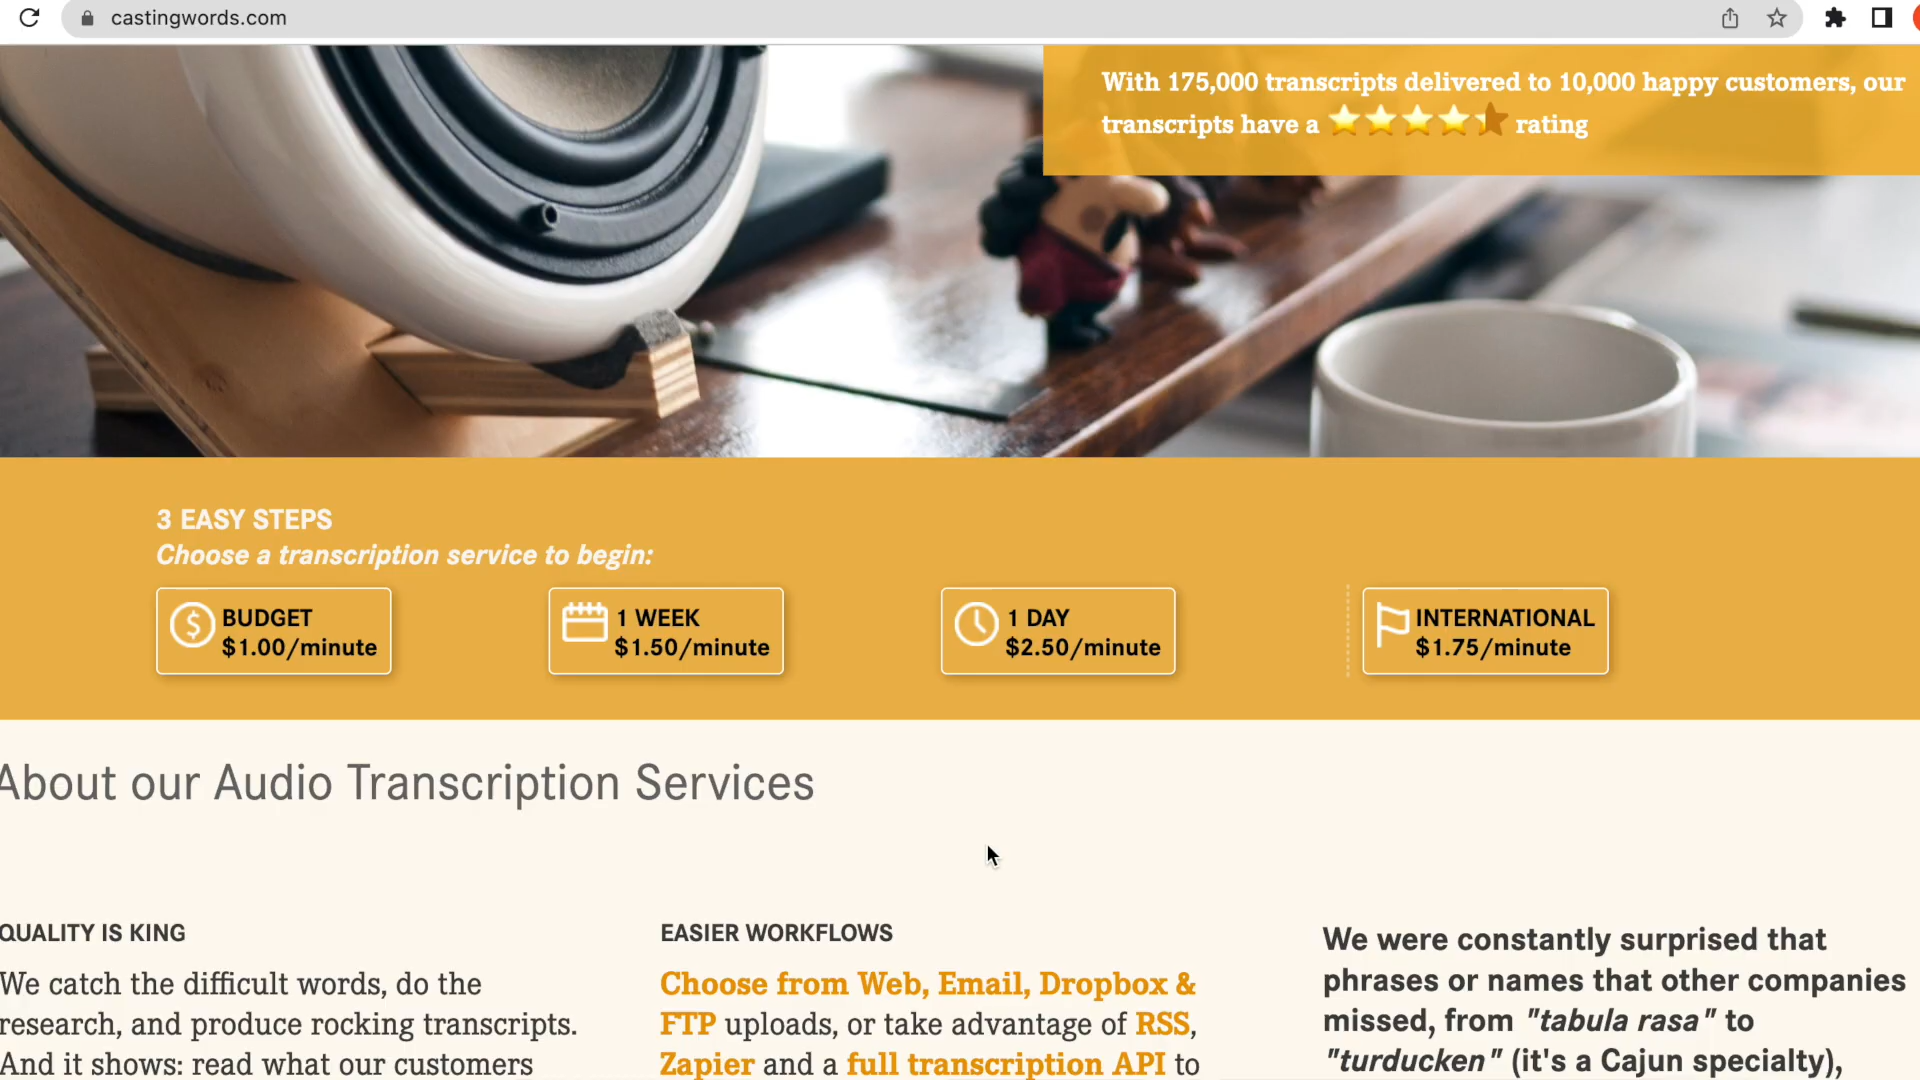 castingwords.com
With 175,000 transcripts delivered to 10,000 happy customers, our
transcripts have a rating
3 EASY STEPS
Choose a transcription service to begin:
BUDGET
$1.00/minute
1 WEEK
$1.50/minute
1 DAY
$2.50/minute
INTERNATIONAL
$1.75/minute
About our Audio Transcription Services
QUALITY IS KING
We catch the difficult words, do the
research, and produce rocking transcripts.
And it shows: read what our customers
EASIER WORKFLOWS
Choose from Web, Email, Dropbox &
FTP uploads, or take advantage of RSS,
Zapier and a full transcription API to
We were constantly surprised that
phrases or names that other companies
missed, from "tabula rasa" to
"turducken" (it's a Cajun specialty),